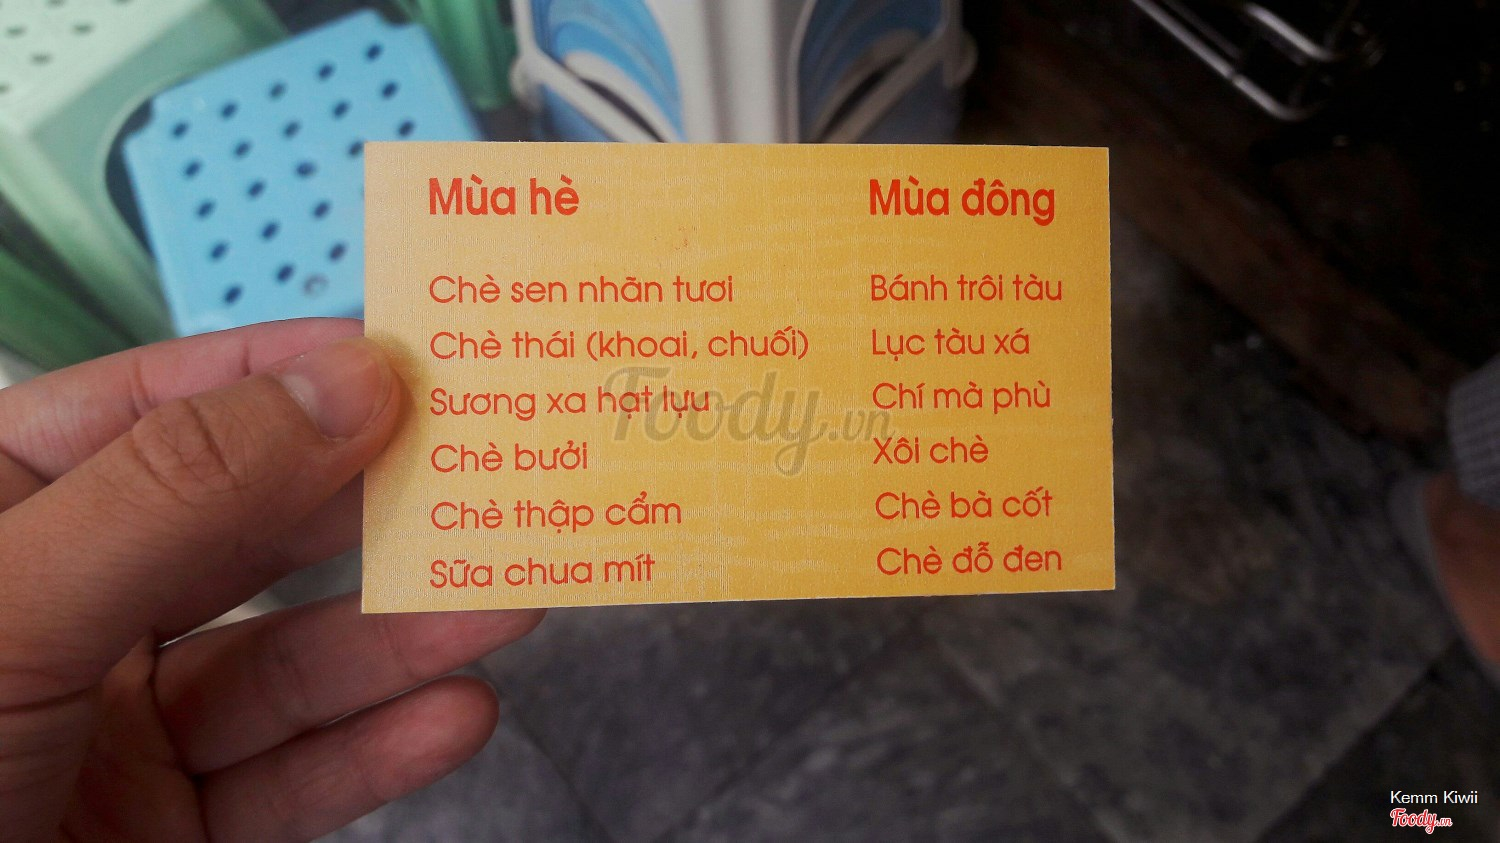 Mùa hè
Chè sen nhãn tươi
Chè thái (khoai, chuối)
Sương xa hạt lựu
Chè bưởi
Chè thập cẩm
Sữa chua mít
Mùa đông
Bánh trôi tàu
Lục tàu xá
Chí mà phù
Xôi chè
Chè bà cốt
Chè đỗ đen
Foody.vn
Kemm Kiwii
Foody.vn